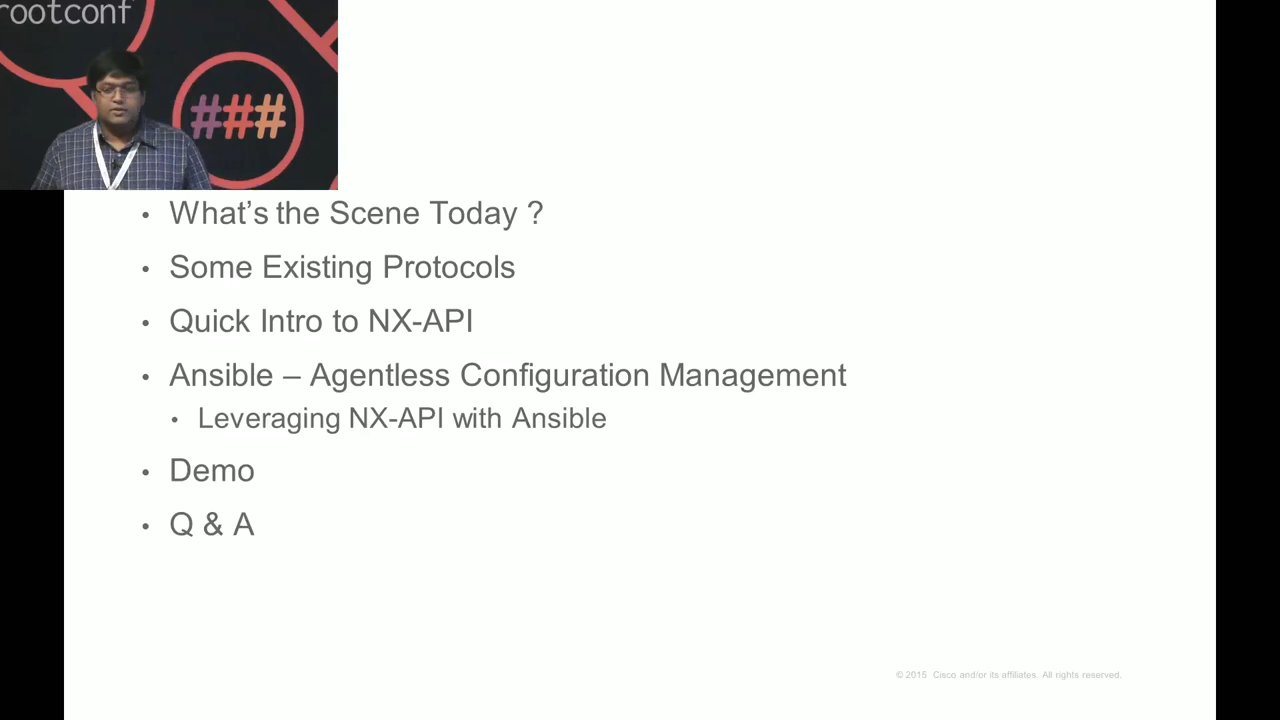 rootconf
###
• What's the Scene Today ?
• Some Existing Protocols
• Quick Intro to NX-API
• Ansible – Agentless Configuration Management
• Leveraging NX-API with Ansible
• Demo
• Q & A
© 2015 Cisco and/or its affiliates. All rights reserved.